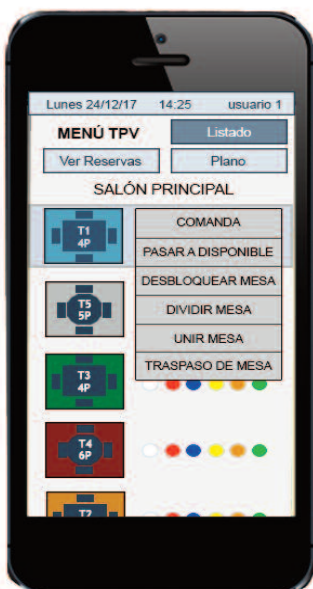 Lunes 24/12/17 14:25 usuario 1
MENÚ TPV Listado
Ver Reservas Plano
SALÓN PRINCIPAL
T1
4P
COMANDA
PASAR A DISPONIBLE
DESBLOQUEAR MESA
DIVIDIR MESA
UNIR MESA
TRASPASO DE MESA
T5
5P
T3
4P
T4
6P
T2